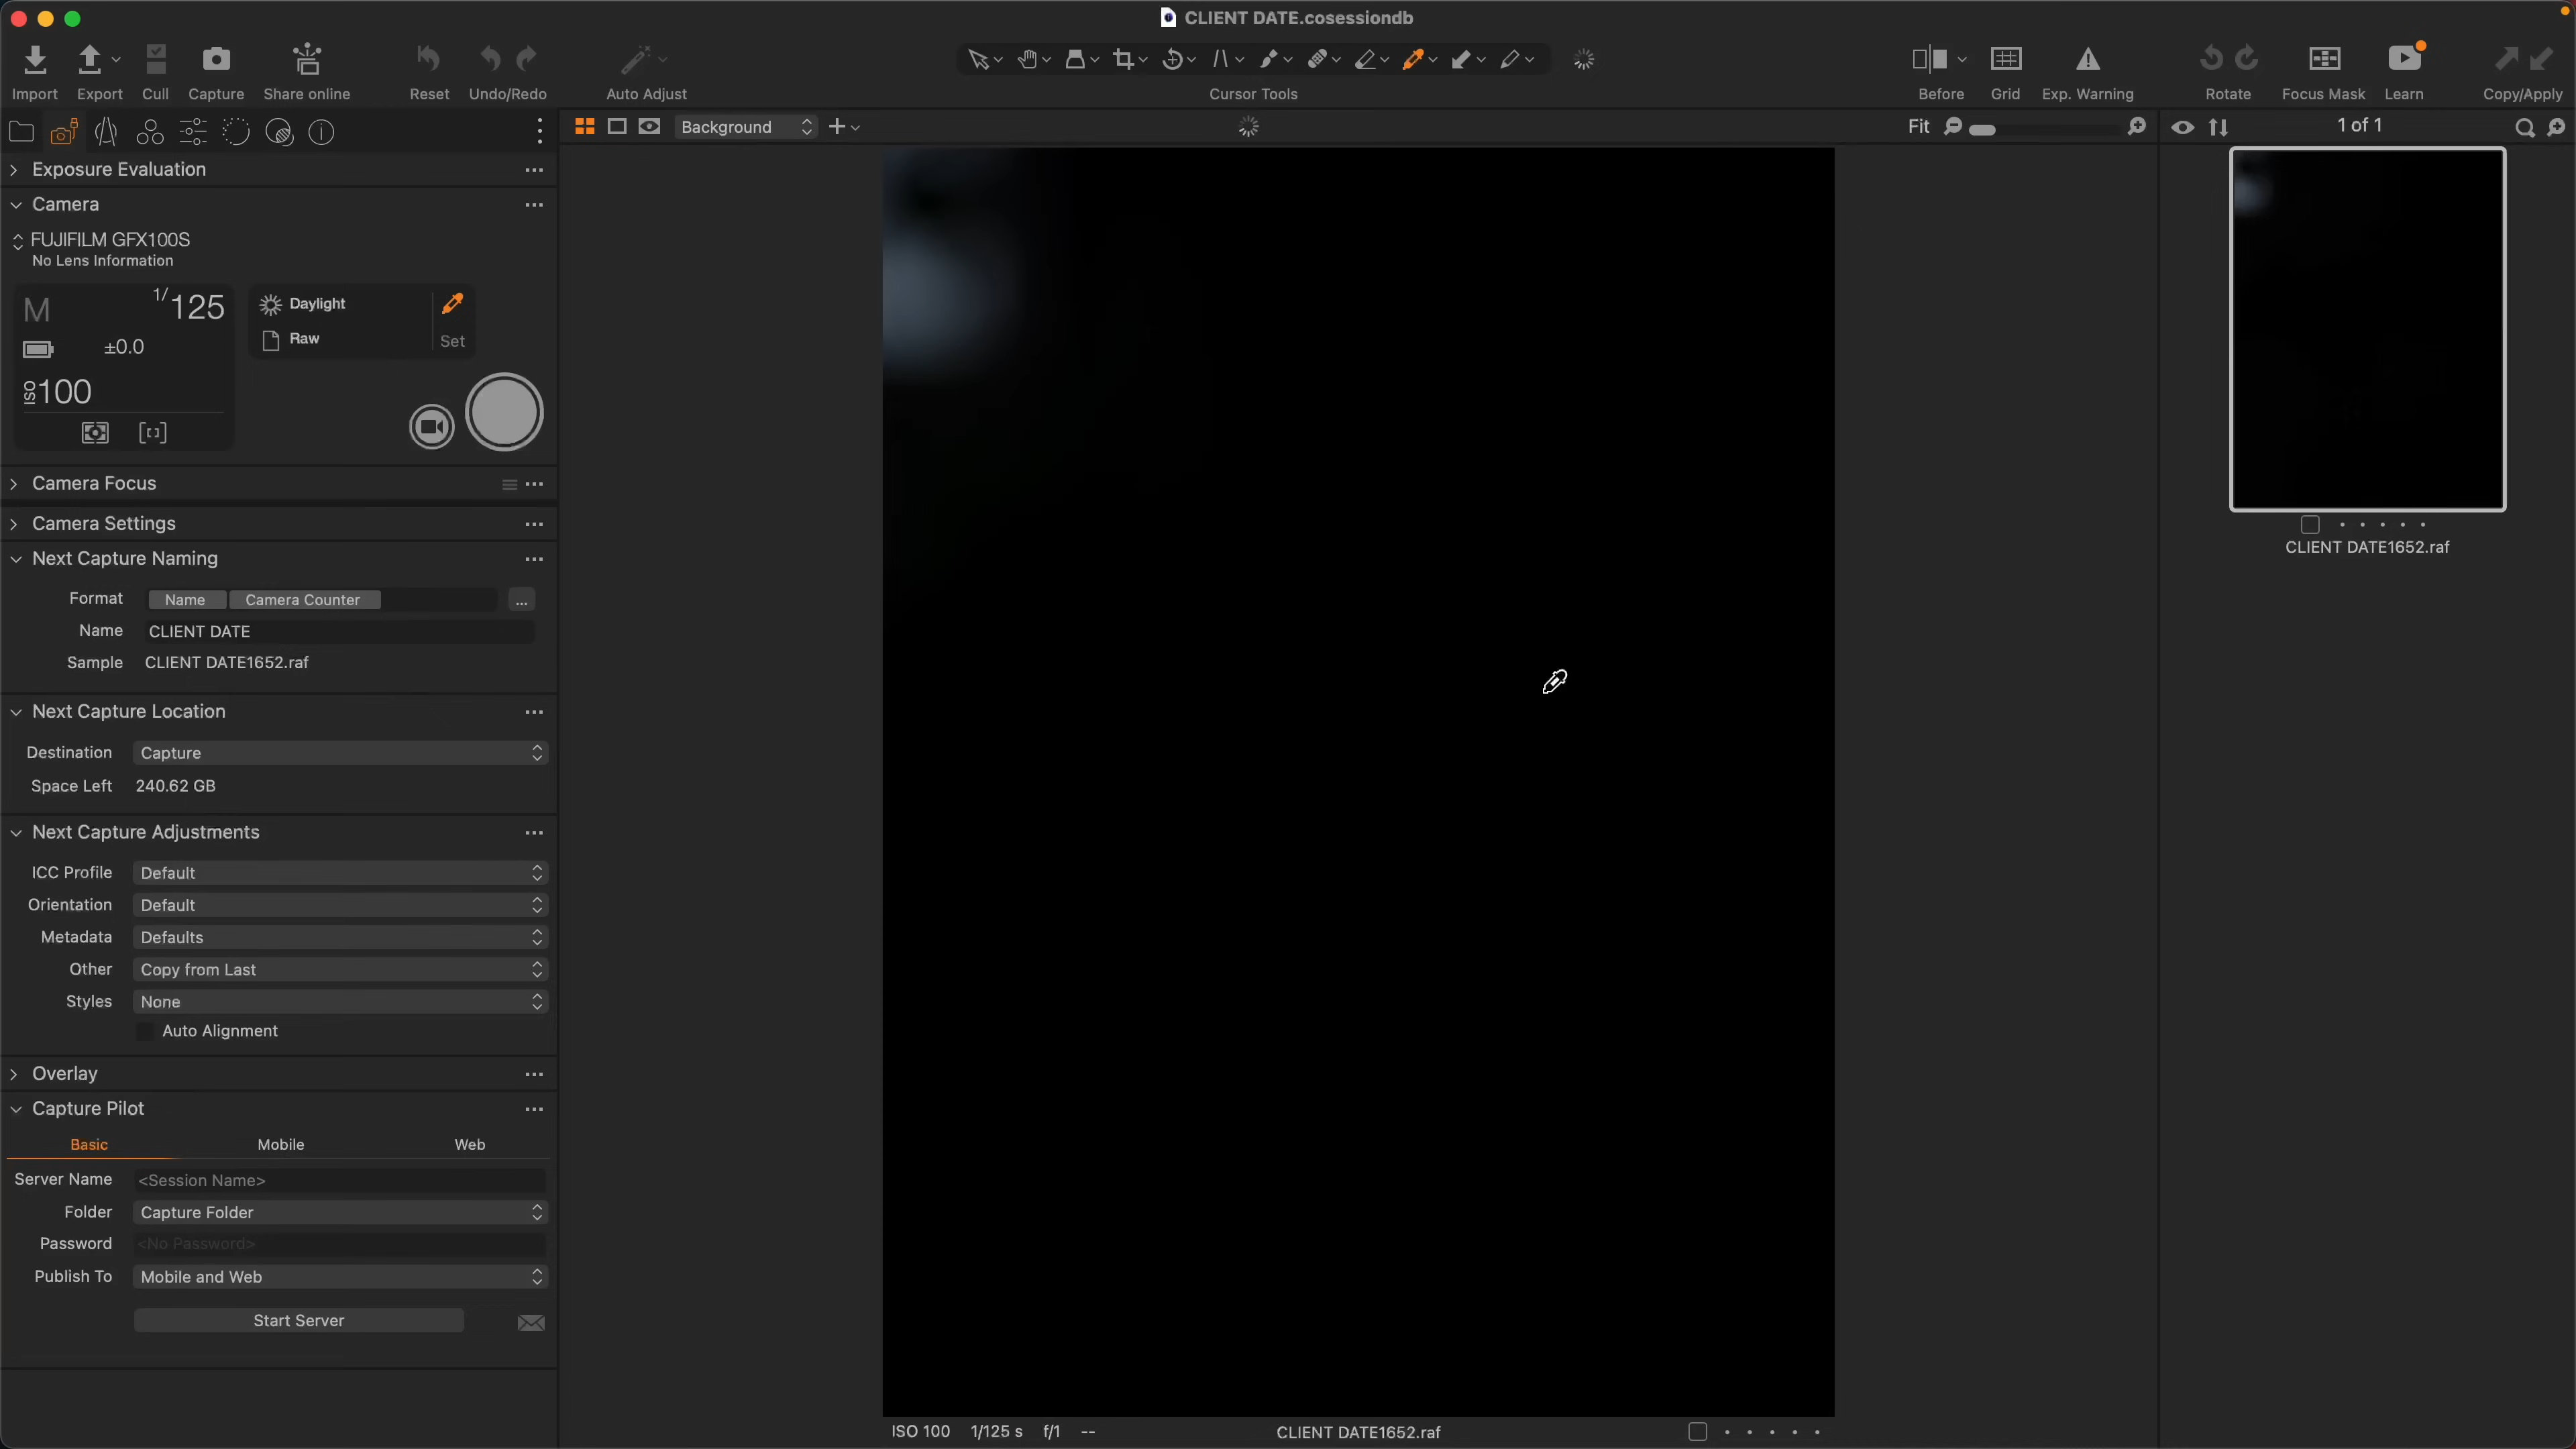 CLIENT DATE.cosessiondb
Import Export Cull Capture Share online Reset Undo/Redo Auto Adjust Cursor Tools Before Grid Exp. Warning Rotate Focus Mask Learn Copy/Apply
Background
Fit
1 of 1
Exposure Evaluation
Camera
FUJIFILM GFX100S
No Lens Information
M 1/125
±0.0
ISO 100
Daylight
Raw
Set
Camera Focus
Camera Settings
Next Capture Naming
Format Name Camera Counter ...
Name CLIENT DATE
Sample CLIENT DATE1652.raf
Next Capture Location
Destination Capture
Space Left 240.62 GB
Next Capture Adjustments
ICC Profile Default
Orientation Default
Metadata Defaults
Other Copy from Last
Styles None
Auto Alignment
Overlay
Capture Pilot
Basic Mobile Web
Server Name <Session Name>
Folder Capture Folder
Password <No Password>
Publish To Mobile and Web
Start Server
ISO 100 1/125 s f/1 -- CLIENT DATE1652.raf
CLIENT DATE1652.raf